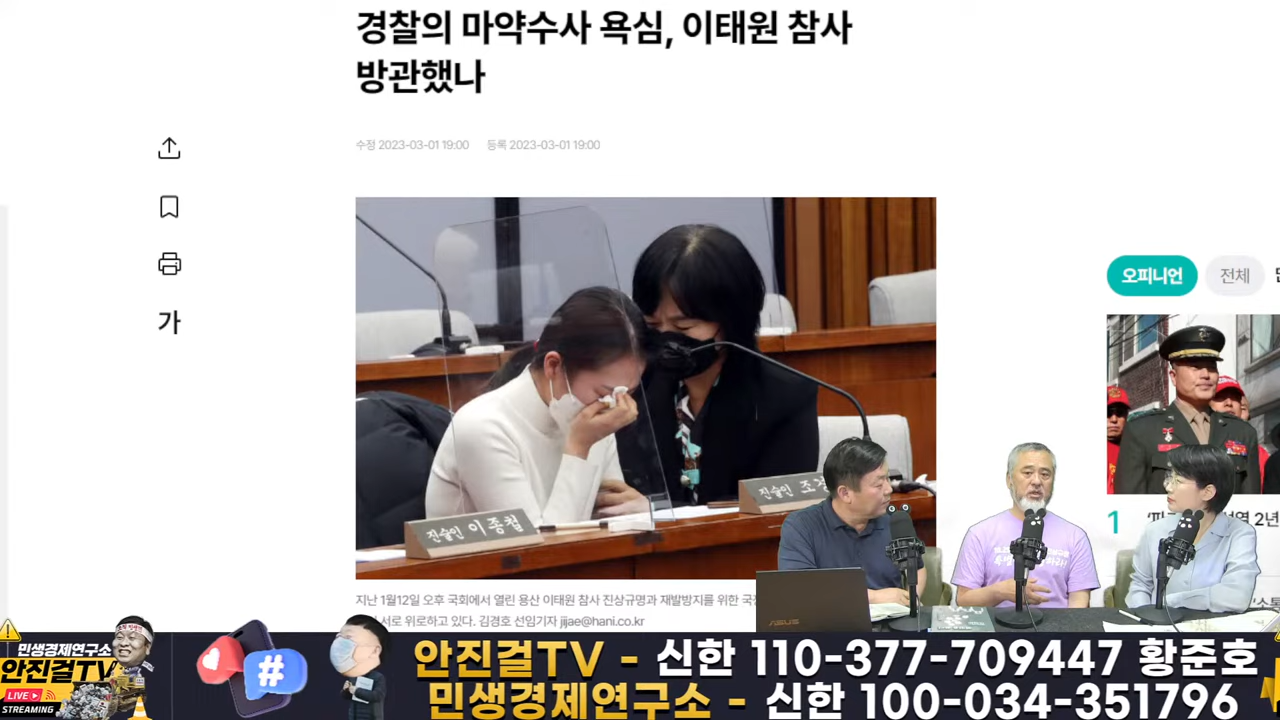 경찰의 마약수사 욕심, 이태원 참사
방관했나
수정 2023-03-01 19:00 등록 2023-03-01 19:00
가
오피니언 전체
진술인 이종철
진술인
1
2년
지난 1월12일 오후 국회에서 열린 용산 이태원 참사 진상규명과 재발방지를 위한
서로 위로하고 있다. 김경호 선임기자 jijae@hani.co.kr
ASUS
민생경제연구소
안진걸TV
LIVE
STREAMING
#
안진걸TV - 신한 110-377-709447 황준호
민생경제연구소 - 신한 100-034-351796